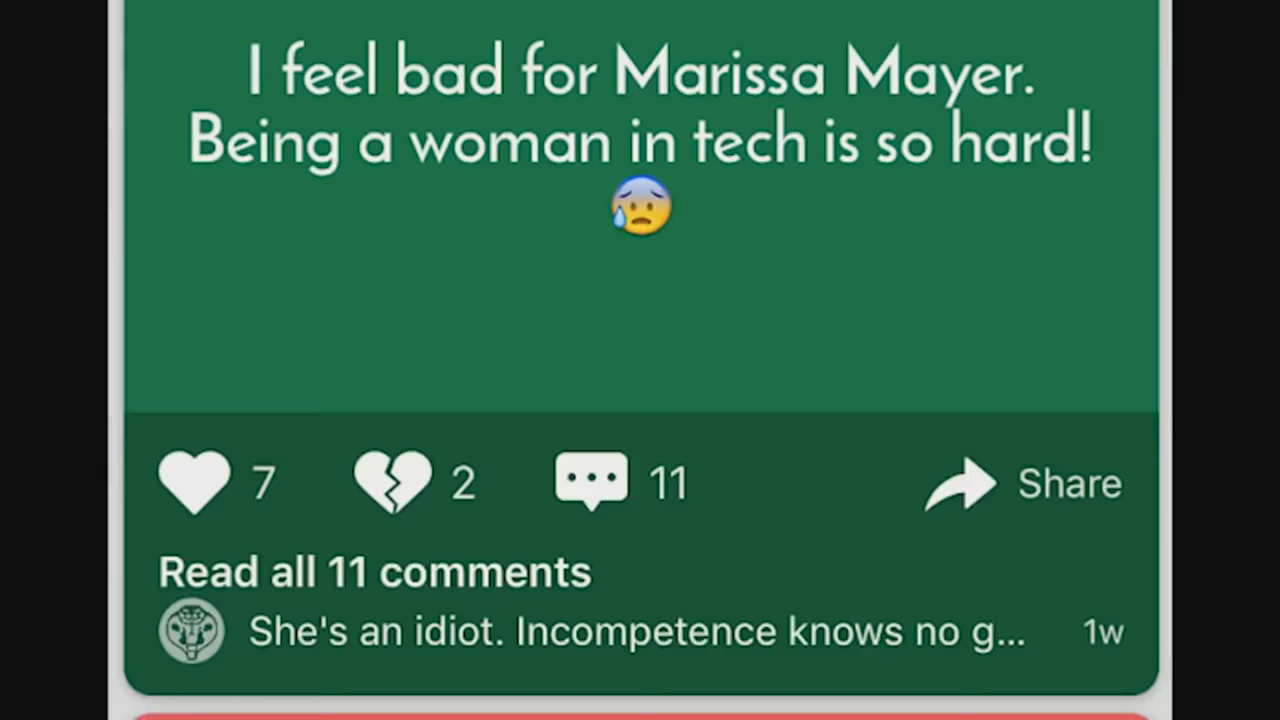 I feel bad for Marissa Mayer.
Being a woman in tech is so hard!
😰
7 2 11 Share
Read all 11 comments
She's an idiot. Incompetence knows no g... 1w